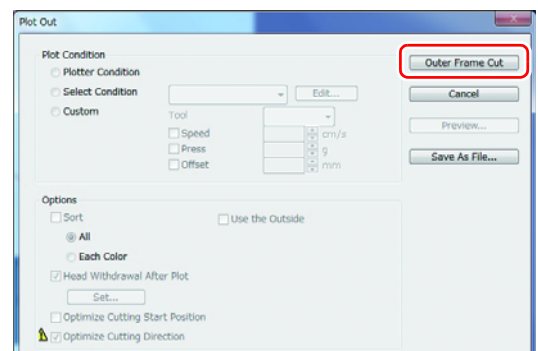 Plot Out
Plot Condition
Plotter Condition
Select Condition
Edit...
Custom
Tool
Speed
cm/s
Press
g
Offset
mm
Outer Frame Cut
Cancel
Preview...
Save As File...
Options
Sort
Use the Outside
All
Each Color
Head Withdrawal After Plot
Set...
Optimize Cutting Start Position
Optimize Cutting Direction